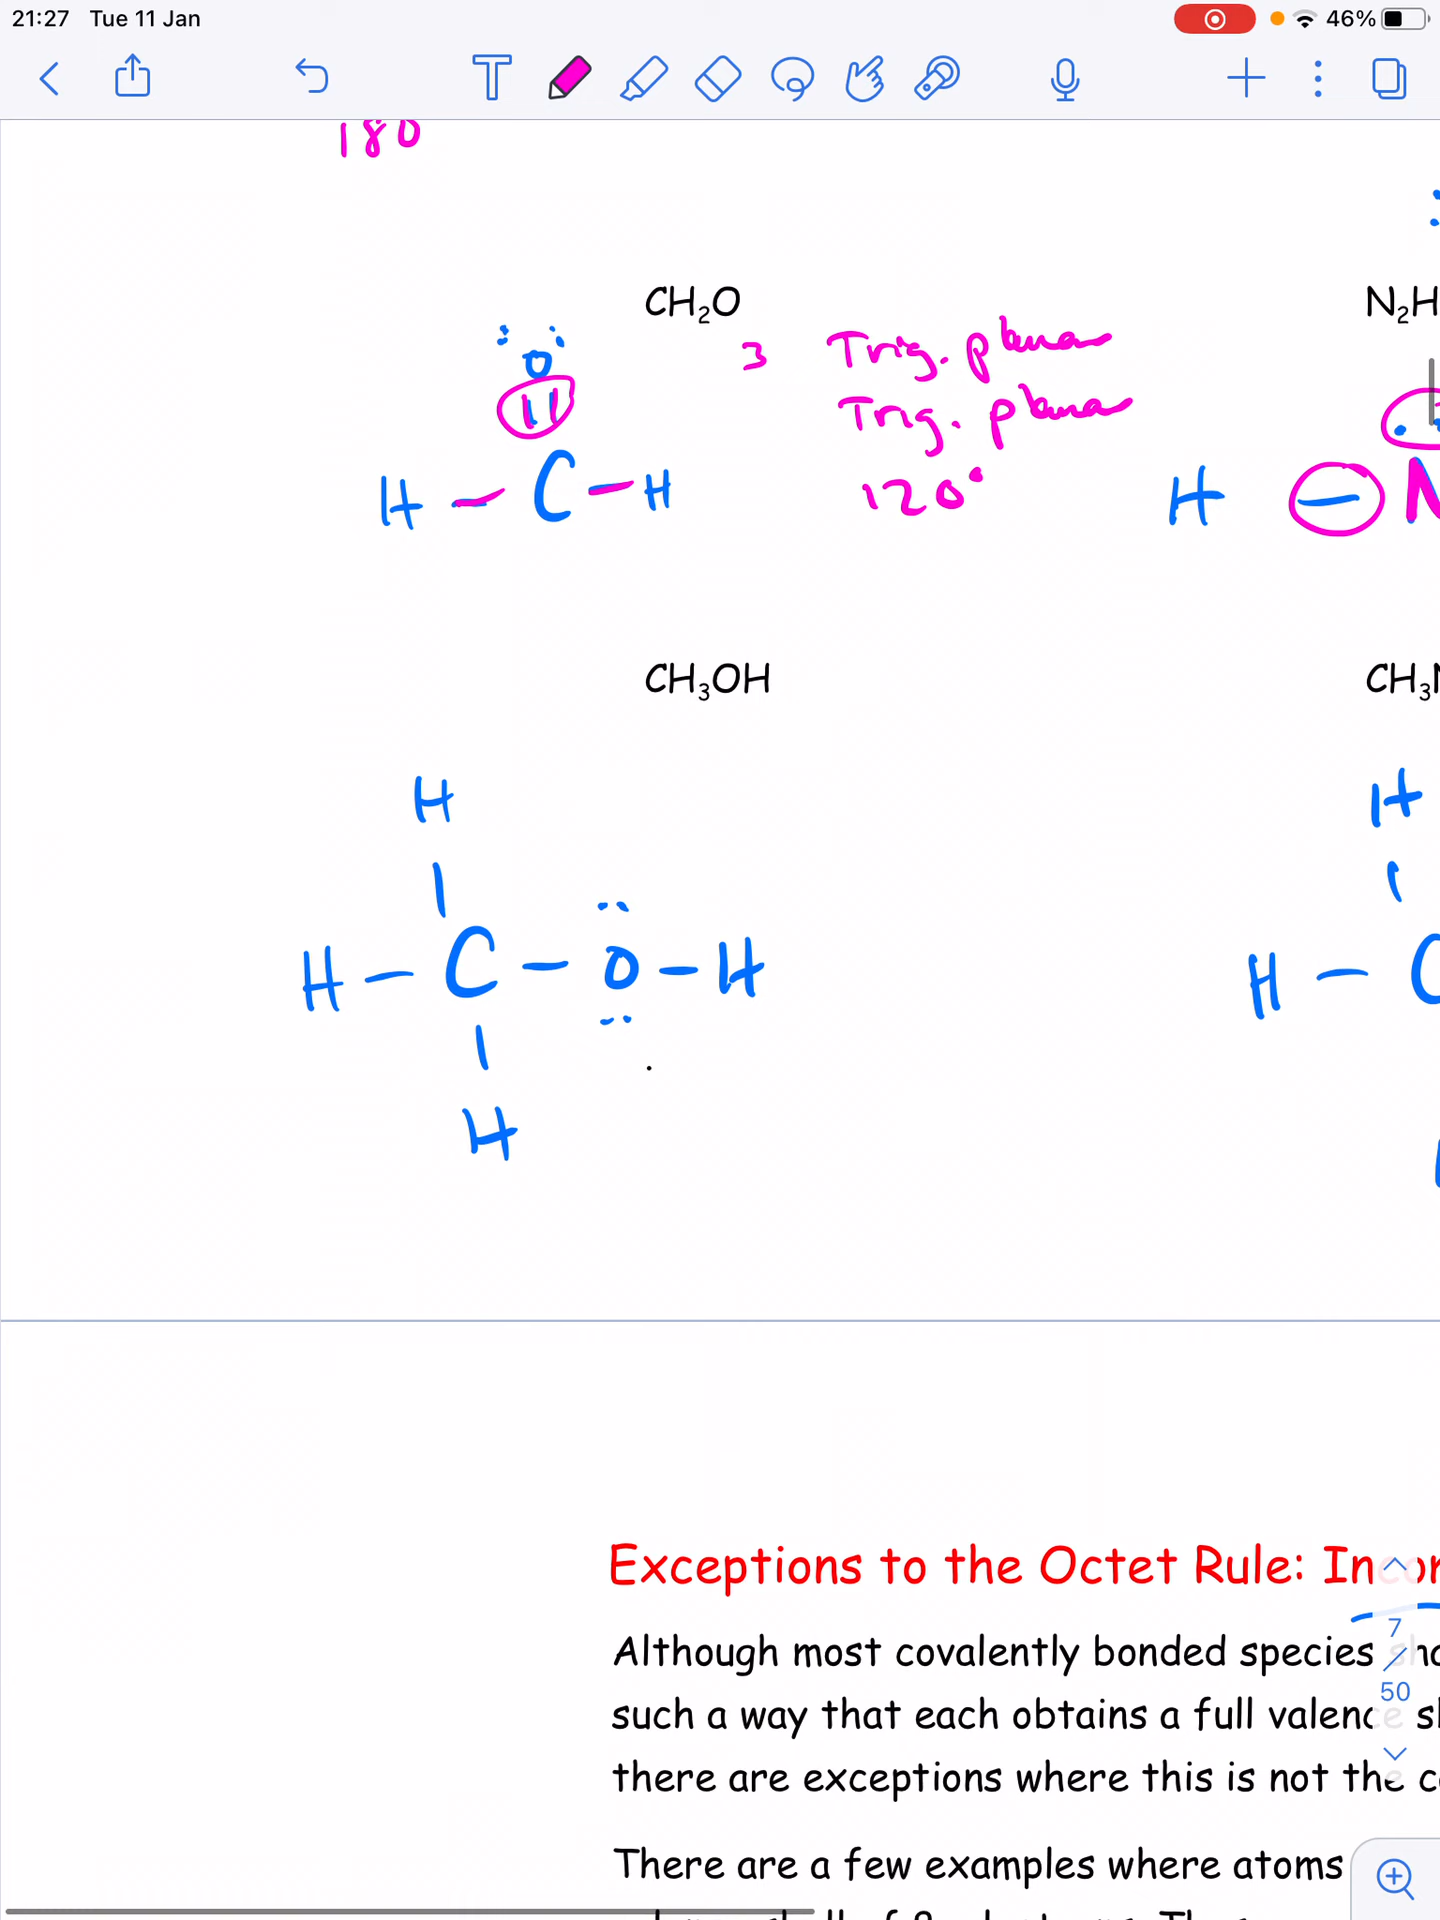 21:27 Tue 11 Jan 46%
180
CH₂O
N₂H
3 Trig. planar
O
Trig. planar
H - C - H
120°
H - N
CH₃OH
CH₃
H
H
H - C - O - H
H - C
H
Exceptions to the Octet Rule:
Although most covalently bonded species
such a way that each obtains a full valence
there are exceptions where this is not the
There are a few examples where atoms
7
50